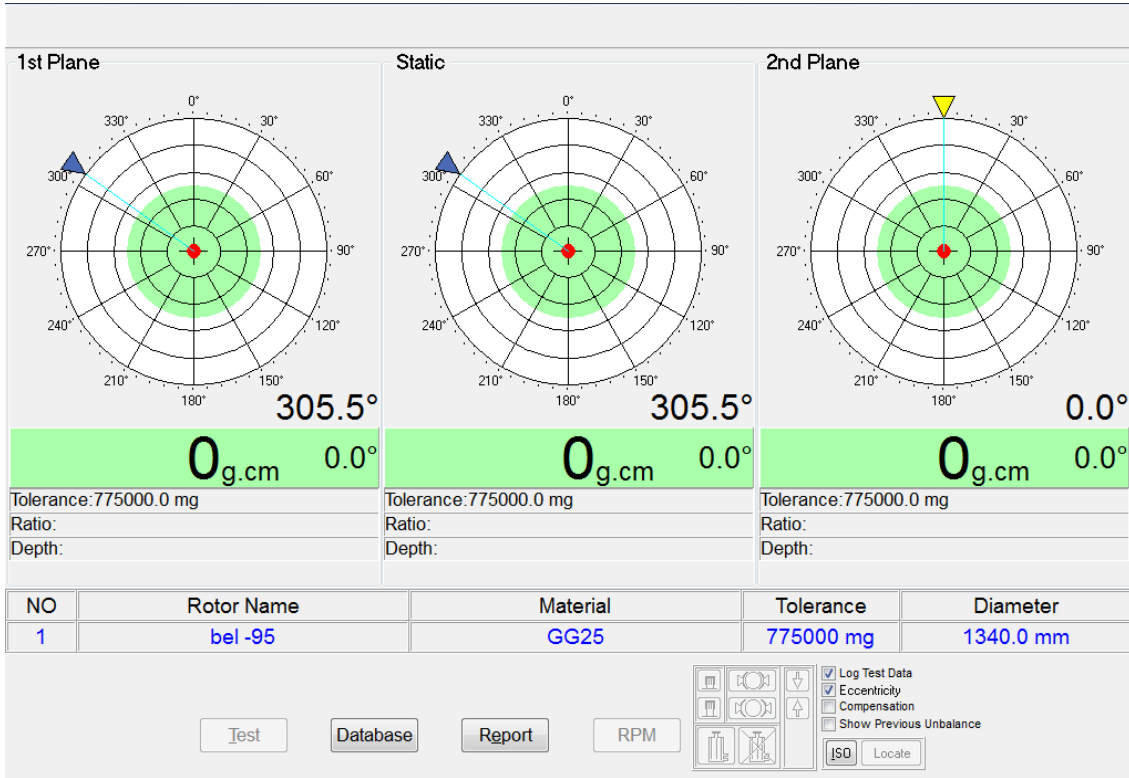 1st Plane
Static
2nd Plane
0°
330°
30°
300°
60°
270°
90°
240°
120°
210°
150°
180°
305.5°
0°
330°
30°
300°
60°
270°
90°
240°
120°
210°
150°
180°
305.5°
330°
30°
300°
60°
270°
90°
240°
120°
210°
150°
180°
0.0°
0g.cm 0.0°
0g.cm 0.0°
0g.cm 0.0°
Tolerance:775000.0 mg
Ratio:
Depth:
Tolerance:775000.0 mg
Ratio:
Depth:
Tolerance:775000.0 mg
Ratio:
Depth:
NO Rotor Name Material Tolerance Diameter
1 bel -95 GG25 775000 mg 1340.0 mm
Log Test Data
Eccentricity
Compensation
Show Previous Unbalance
Test Database Report RPM
ISO Locate